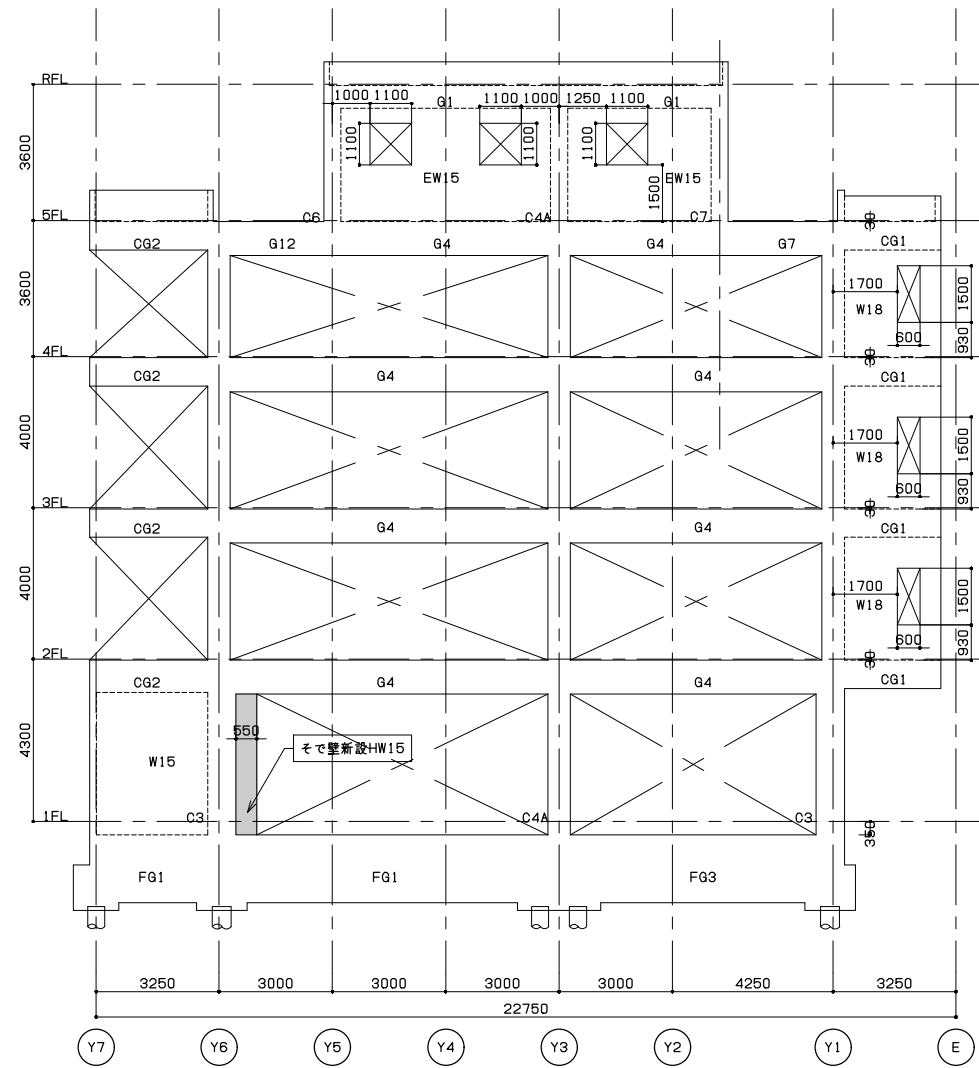 RFL
1000 1100 G1 1100 1000 1250 1100 G1
3600 1100 1100 1100
EW15 EW15
1500
5FL C6 C4A C7 30
CG2 G12 G4 G4 G7 CG1
3600 1700 1500
W18
600 930
4FL 30
CG2 G4 G4 CG1
4000 1700 1500
W18
600 930
3FL 30
CG2 G4 G4 CG1
4000 1700 1500
W18
600 930
2FL 30
CG2 G4 G4 CG1
4300 550
そで壁新設HW15
W15
1FL C3 C4A C3
350
FG1 FG1 FG3
3250 3000 3000 3000 3000 4250 3250
22750
Y7 Y6 Y5 Y4 Y3 Y2 Y1 E